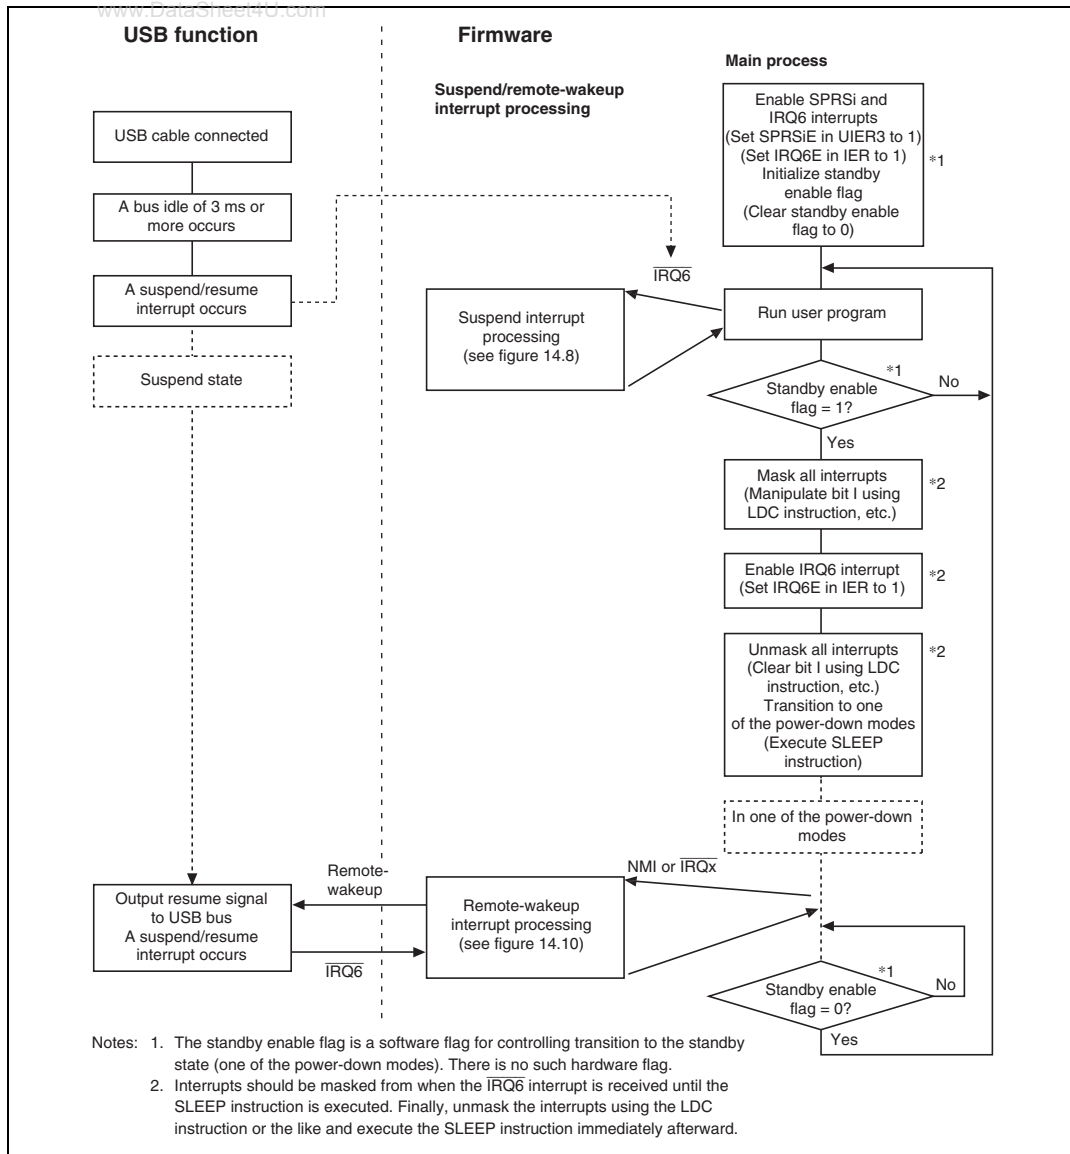 www.DataSheet4U.com
USB function
Firmware
Main process
Suspend/remote-wakeup
interrupt processing
Enable SPRSi and
IRQ6 interrupts
(Set SPRSiE in UIER3 to 1)
(Set IRQ6E in IER to 1)
Initialize standby
enable flag
(Clear standby enable
flag to 0)
*1
USB cable connected
A bus idle of 3 ms or
more occurs
A suspend/resume
interrupt occurs
Suspend state
IRQ6
Suspend interrupt
processing
(see figure 14.8)
Run user program
*1
Standby enable
flag = 1?
No
Yes
Mask all interrupts
(Manipulate bit I using
LDC instruction, etc.)
*2
Enable IRQ6 interrupt
(Set IRQ6E in IER to 1)
*2
Unmask all interrupts
(Clear bit I using LDC
instruction, etc.)
Transition to one
of the power-down modes
(Execute SLEEP
instruction)
*2
In one of the power-down
modes
NMI or IRQx
Remote-
wakeup
Output resume signal
to USB bus
A suspend/resume
interrupt occurs
IRQ6
Remote-wakeup
interrupt processing
(see figure 14.10)
*1
Standby enable
flag = 0?
No
Yes
Notes: 1. The standby enable flag is a software flag for controlling transition to the standby
state (one of the power-down modes). There is no such hardware flag.
2. Interrupts should be masked from when the IRQ6 interrupt is received until the
SLEEP instruction is executed. Finally, unmask the interrupts using the LDC
instruction or the like and execute the SLEEP instruction immediately afterward.